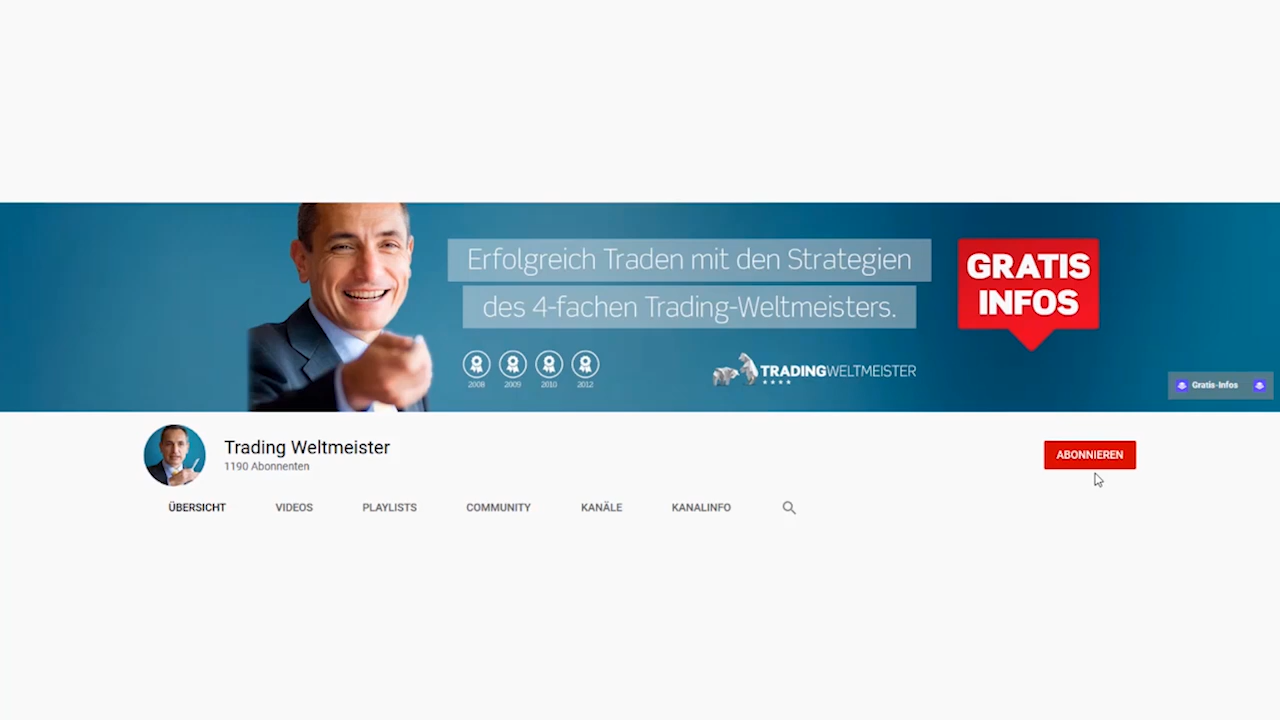 Erfolgreich Traden mit den Strategien
des 4-fachen Trading-Weltmeisters.
GRATIS
INFOS
2008 2009 2010 2012
TRADINGWELTMEISTER
Gratis-Infos
Trading Weltmeister
1190 Abonnenten
ABONNIEREN
ÜBERSICHT VIDEOS PLAYLISTS COMMUNITY KANÄLE KANALINFO